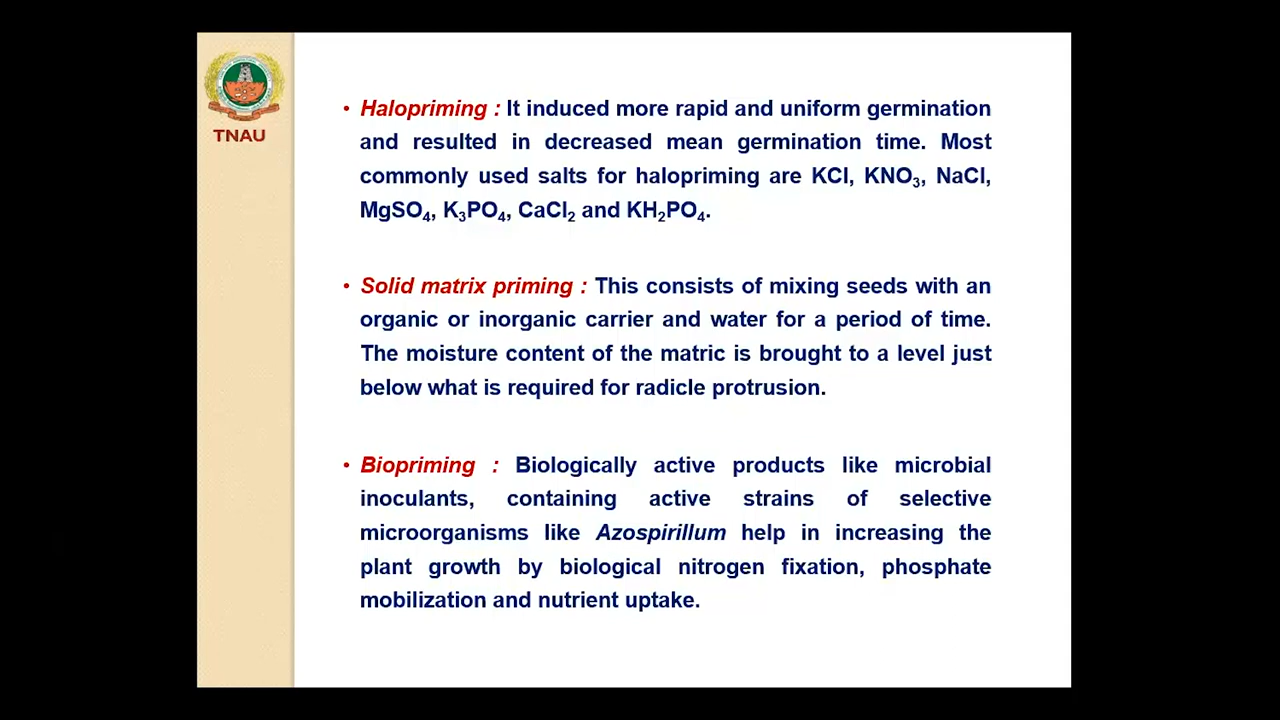 TNAU
• Halopriming : It induced more rapid and uniform germination
and resulted in decreased mean germination time. Most
commonly used salts for halopriming are KCl, KNO₃, NaCl,
MgSO₄, K₃PO₄, CaCl₂ and KH₂PO₄.
• Solid matrix priming : This consists of mixing seeds with an
organic or inorganic carrier and water for a period of time.
The moisture content of the matric is brought to a level just
below what is required for radicle protrusion.
• Biopriming : Biologically active products like microbial
inoculants, containing active strains of selective
microorganisms like Azospirillum help in increasing the
plant growth by biological nitrogen fixation, phosphate
mobilization and nutrient uptake.